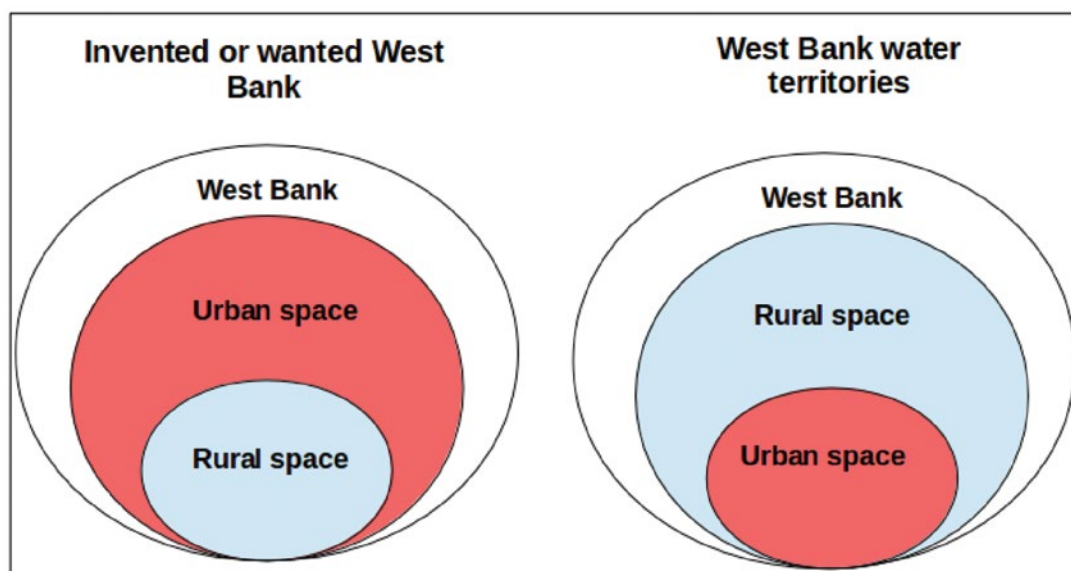 Invented or wanted West
Bank
West Bank
Urban space
Rural space
West Bank water
territories
West Bank
Rural space
Urban space